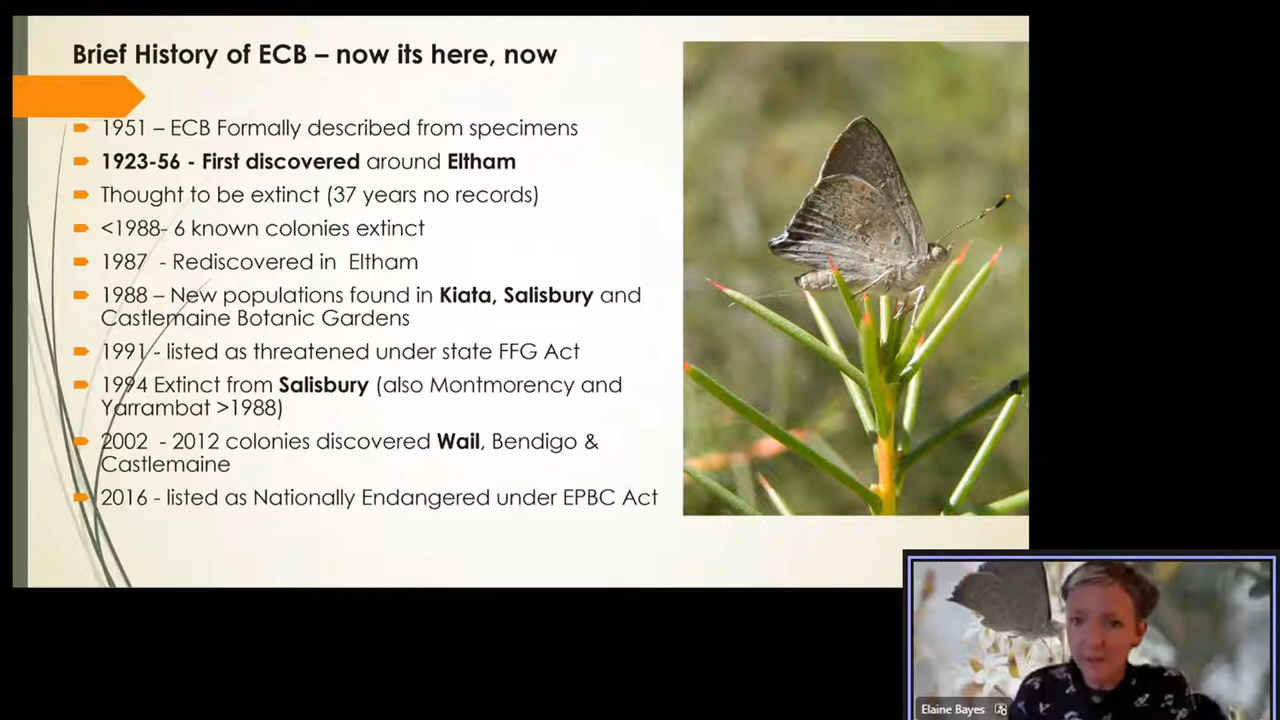 Brief History of ECB – now its here, now
1951 – ECB Formally described from specimens
1923-56 - First discovered around Eltham
Thought to be extinct (37 years no records)
<1988- 6 known colonies extinct
1987 - Rediscovered in Eltham
1988 – New populations found in Kiata, Salisbury and
Castlemaine Botanic Gardens
1991 - listed as threatened under state FFG Act
1994 Extinct from Salisbury (also Montmorency and
Yarrambat >1988)
2002 - 2012 colonies discovered Wail, Bendigo &
Castlemaine
2016 - listed as Nationally Endangered under EPBC Act
Elaine Bayes